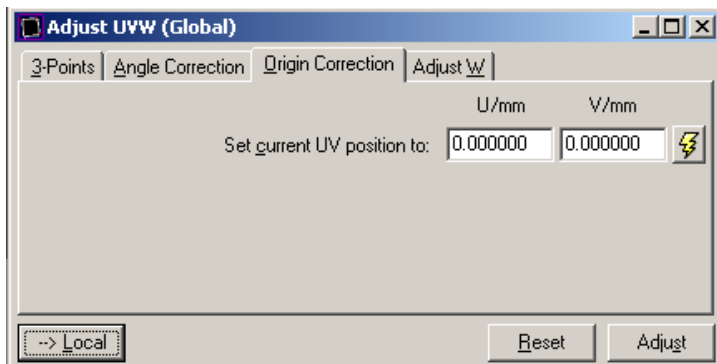 Adjust UVW (Global)
3-Points Angle Correction Origin Correction Adjust W
U/mm V/mm
Set current UV position to: 0.000000 0.000000
--> Local Reset Adjust